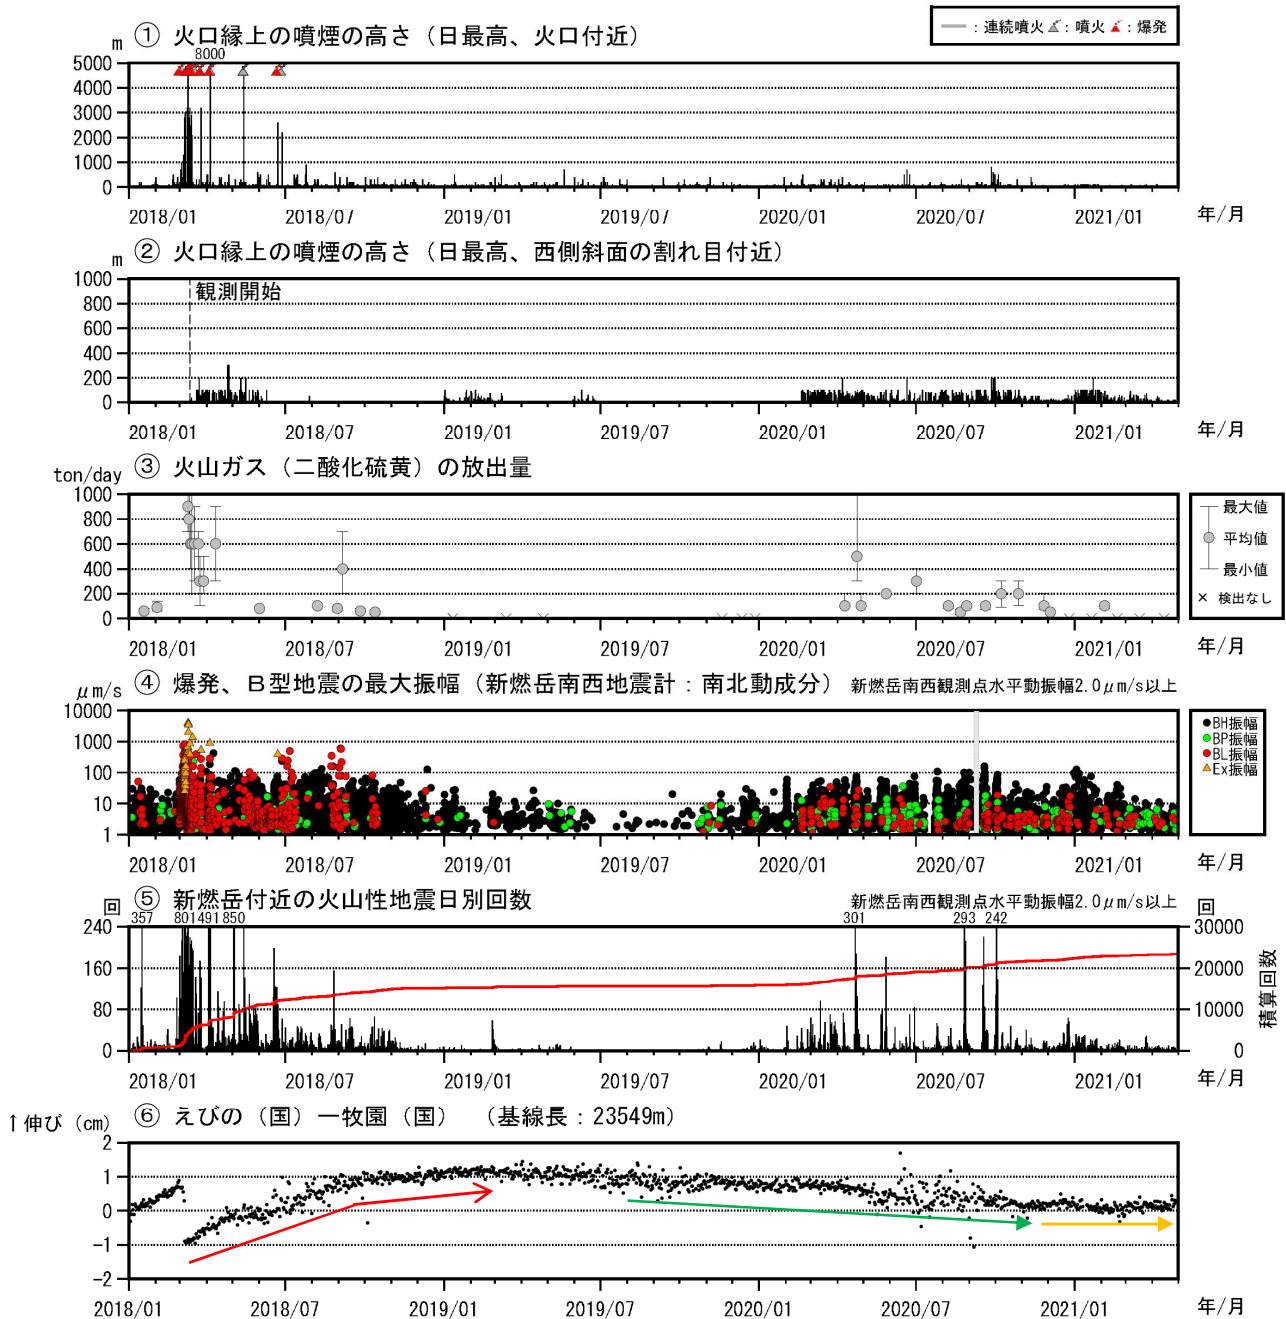 ① 火口縁上の噴煙の高さ（日最高、火口付近）
━ : 連続噴火 : 噴火 : 爆発
m
8000
5000
4000
3000
2000
1000
0
2018/01 2018/07 2019/01 2019/07 2020/01 2020/07 2021/01 年/月
② 火口縁上の噴煙の高さ（日最高、西側斜面の割れ目付近）
m
観測開始
1000
800
600
400
200
0
2018/01 2018/07 2019/01 2019/07 2020/01 2020/07 2021/01 年/月
③ 火山ガス（二酸化硫黄）の放出量
ton/day
1000
800
600
400
200
0
最大値
平均値
最小値
× 検出なし
2018/01 2018/07 2019/01 2019/07 2020/01 2020/07 2021/01 年/月
④ 爆発、Ｂ型地震の最大振幅（新燃岳南西地震計：南北動成分） 新燃岳南西観測点水平動振幅2.0μm/s以上
μm/s
10000
1000
100
10
1
BH振幅
BP振幅
BL振幅
Ex振幅
2018/01 2018/07 2019/01 2019/07 2020/01 2020/07 2021/01 年/月
⑤ 新燃岳付近の火山性地震日別回数 新燃岳南西観測点水平動振幅2.0μm/s以上
回 357 801 491 850 301 293 242 回
240 30000
160 20000
80 10000
0 0
積算回数
2018/01 2018/07 2019/01 2019/07 2020/01 2020/07 2021/01 年/月
⑥ えびの（国）－牧園（国） （基線長：23549m）
↑伸び（cm）
2
1
0
-1
-2
2018/01 2018/07 2019/01 2019/07 2020/01 2020/07 2021/01 年/月